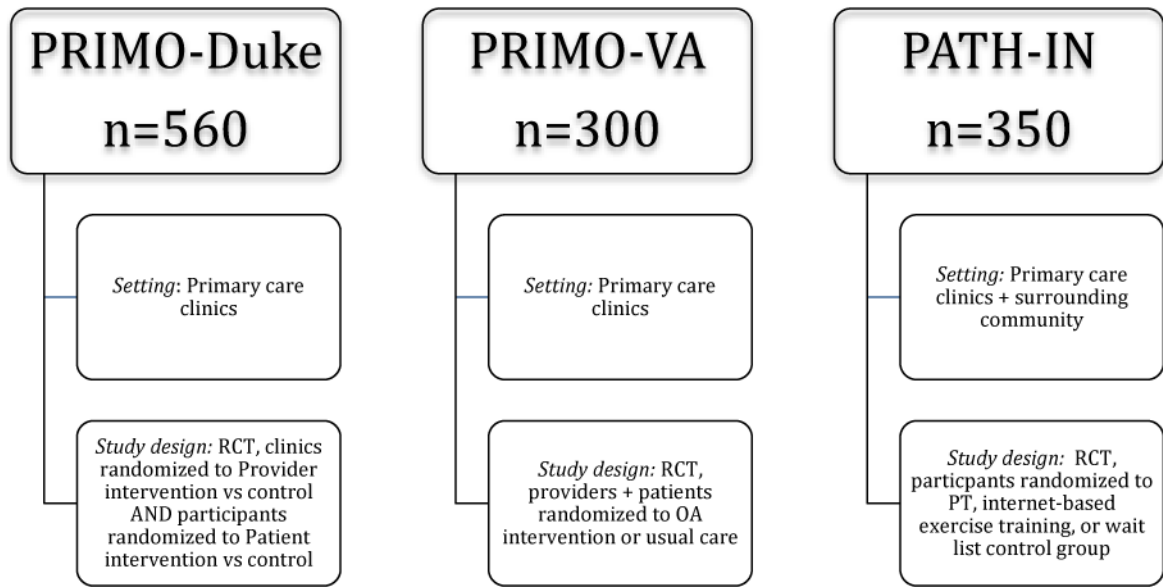 PRIMO-Duke
n=560
Setting: Primary care
clinics
Study design: RCT, clinics
randomized to Provider
intervention vs control
AND participants
randomized to Patient
intervention vs control
PRIMO-VA
n=300
Setting: Primary care
clinics
Study design: RCT,
providers + patients
randomized to OA
intervention or usual care
PATH-IN
n=350
Setting: Primary care
clinics + surrounding
community
Study design: RCT,
particpants randomized to
PT, internet-based
exercise training, or wait
list control group